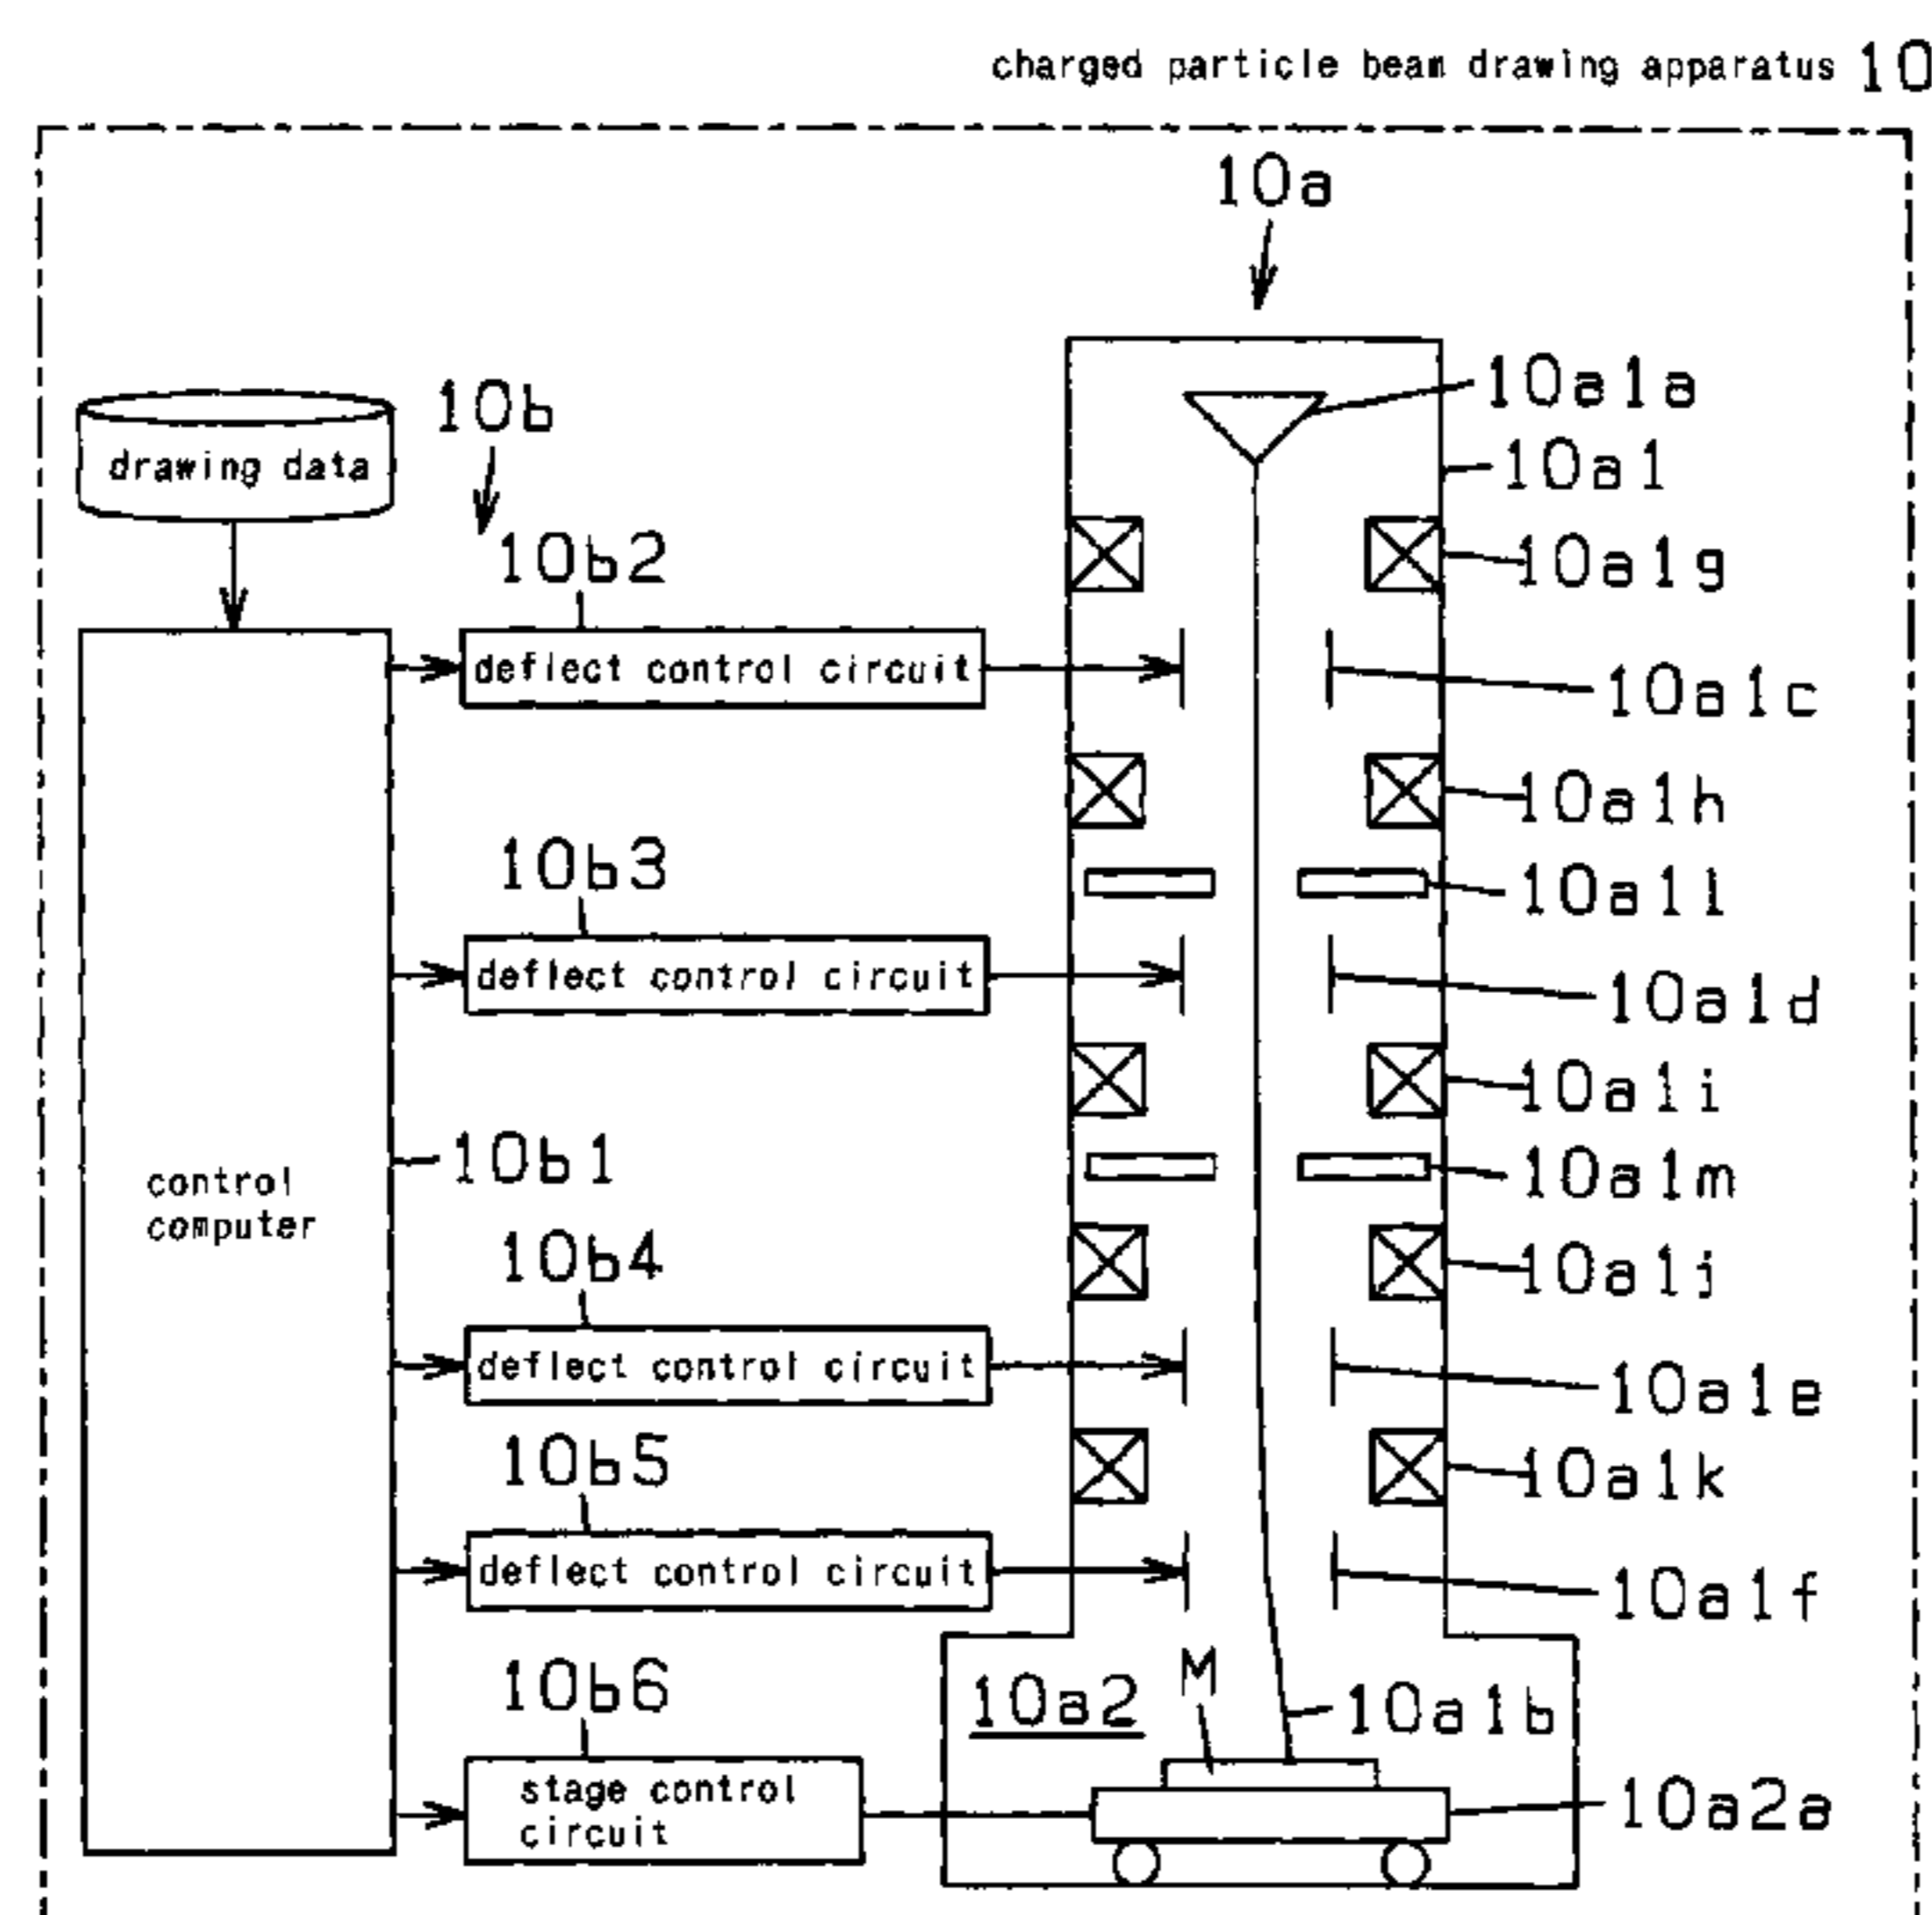 charged particle beam drawing apparatus 10
10a
10a1a
10b
drawing data
10a1
10b2
10a1g
deflect control circuit
10a1c
10a1h
10b3
10a1l
deflect control circuit
10a1d
10a1i
10b1
10a1m
control
computer
10b4
10a1j
deflect control circuit
10a1e
10b5
10a1k
deflect control circuit
10a1f
10b6
M
10a2
10a1b
stage control
circuit
10a2a